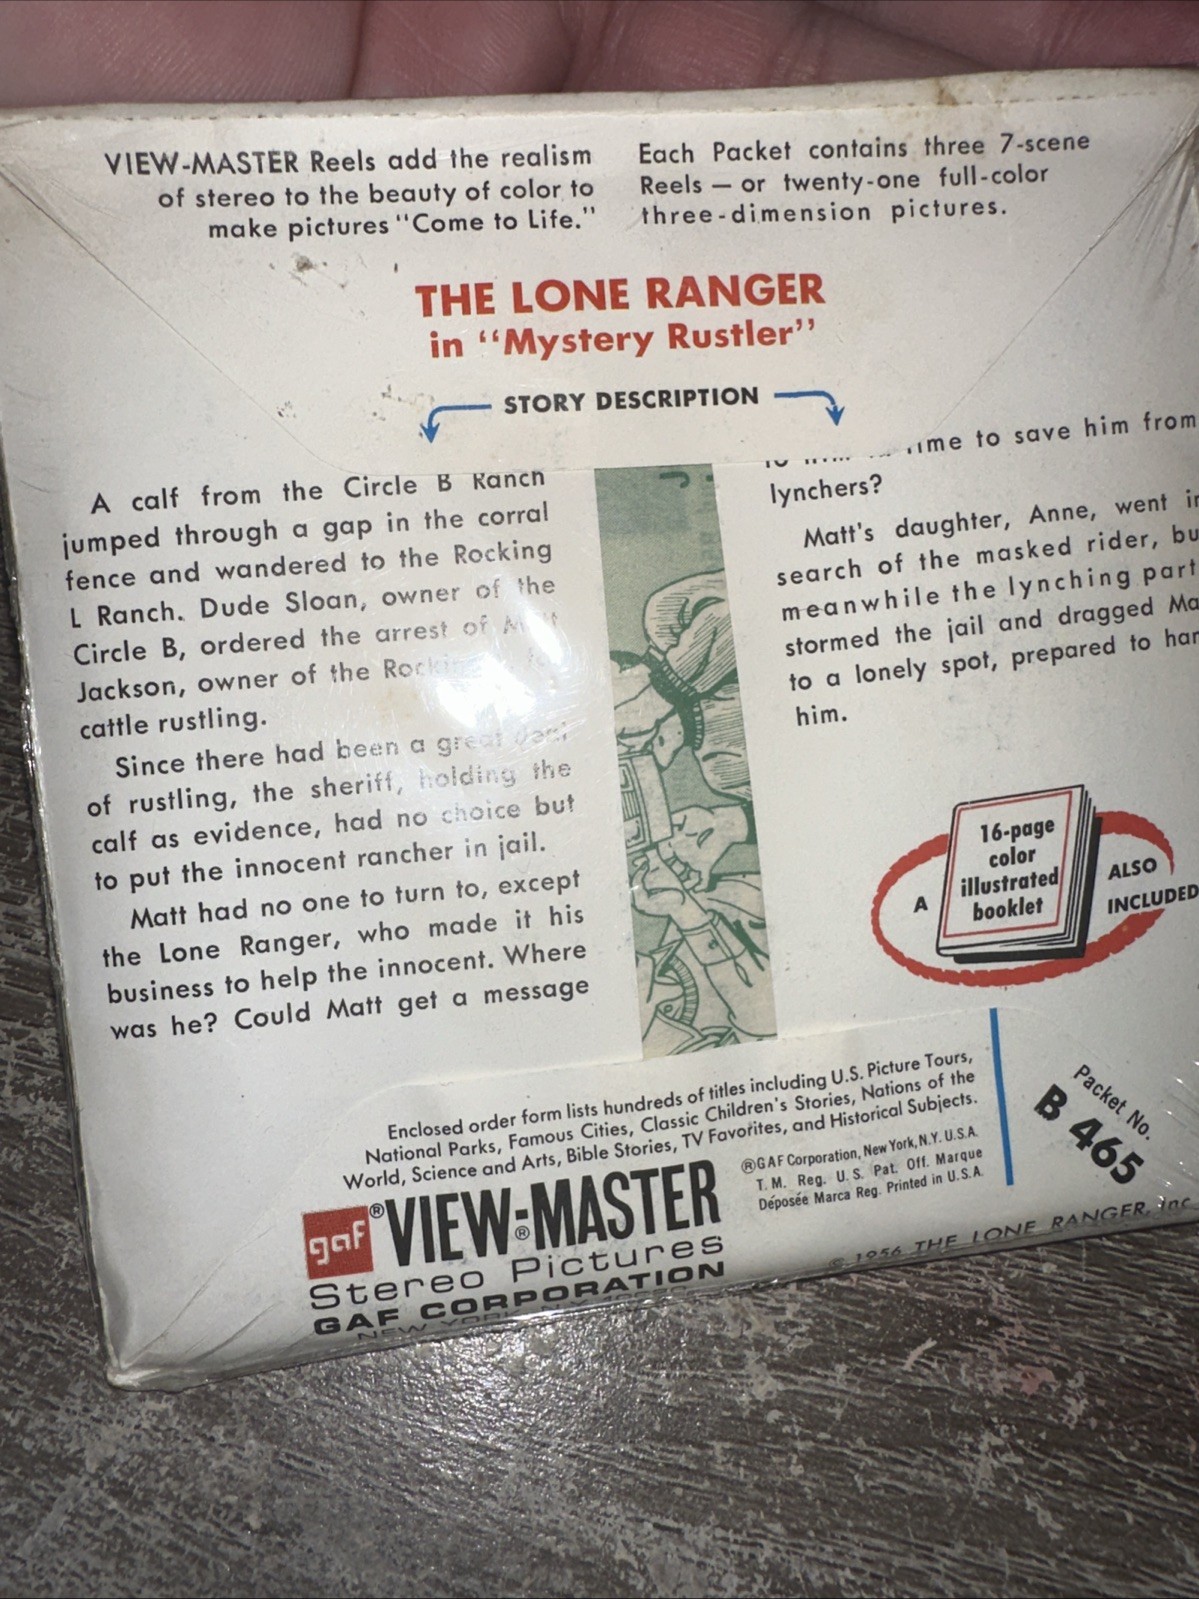 VIEW-MASTER Reels add the realism
of stereo to the beauty of color to
make pictures "Come to Life."
Each Packet contains three 7-scene
Reels — or twenty-one full-color
three-dimension pictures.
THE LONE RANGER
in "Mystery Rustler"
STORY DESCRIPTION
A calf from the Circle B Ranch
jumped through a gap in the corral
fence and wandered to the Rocking
L Ranch. Dude Sloan, owner of the
Circle B, ordered the arrest of Matt
Jackson, owner of the Rocking
cattle rustling.
Since there had been a great deal
of rustling, the sheriff, holding the
calf as evidence, had no choice but
to put the innocent rancher in jail.
Matt had no one to turn to, except
the Lone Ranger, who made it his
business to help the innocent. Where
was he? Could Matt get a message
time to save him from
lynchers?
Matt's daughter, Anne, went in
search of the masked rider, bu
meanwhile the lynching part
stormed the jail and dragged Ma
to a lonely spot, prepared to han
him.
A
16-page
color
illustrated
booklet
ALSO
INCLUDED
Enclosed order form lists hundreds of titles including U.S. Picture Tours,
National Parks, Famous Cities, Classic Children's Stories, Nations of the
World, Science and Arts, Bible Stories, TV Favorites, and Historical Subjects.
gaf® VIEW-MASTER®
Stereo Pictures
GAF CORPORATION
NEW YORK
®GAF Corporation, New York, N.Y. U.S.A.
T.M. Reg. U.S. Pat. Off. Marque
Déposée Marca Reg. Printed in U.S.A.
Packet No.
B 465
© 1956 THE LONE RANGER, Inc.